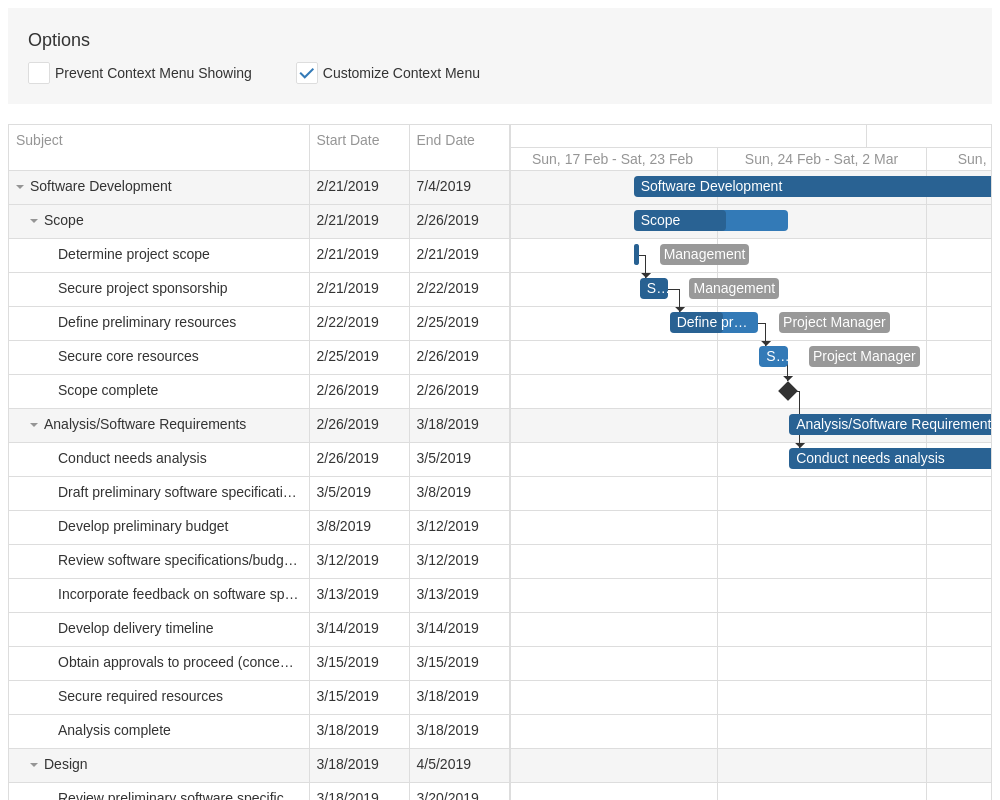 Options
Prevent Context Menu Showing
Customize Context Menu
Subject Start Date End Date
Sun, 17 Feb - Sat, 23 Feb Sun, 24 Feb - Sat, 2 Mar Sun,
Software Development 2/21/2019 7/4/2019 Software Development
Scope 2/21/2019 2/26/2019 Scope
Determine project scope 2/21/2019 2/21/2019 Management
Secure project sponsorship 2/21/2019 2/22/2019 S… Management
Define preliminary resources 2/22/2019 2/25/2019 Define pr… Project Manager
Secure core resources 2/25/2019 2/26/2019 S… Project Manager
Scope complete 2/26/2019 2/26/2019
Analysis/Software Requirements 2/26/2019 3/18/2019 Analysis/Software Requirement
Conduct needs analysis 2/26/2019 3/5/2019 Conduct needs analysis
Draft preliminary software specificati… 3/5/2019 3/8/2019
Develop preliminary budget 3/8/2019 3/12/2019
Review software specifications/budg… 3/12/2019 3/12/2019
Incorporate feedback on software sp… 3/13/2019 3/13/2019
Develop delivery timeline 3/14/2019 3/14/2019
Obtain approvals to proceed (conce… 3/15/2019 3/15/2019
Secure required resources 3/15/2019 3/18/2019
Analysis complete 3/18/2019 3/18/2019
Design 3/18/2019 4/5/2019
Review preliminary software specific 3/18/2019 3/20/2019